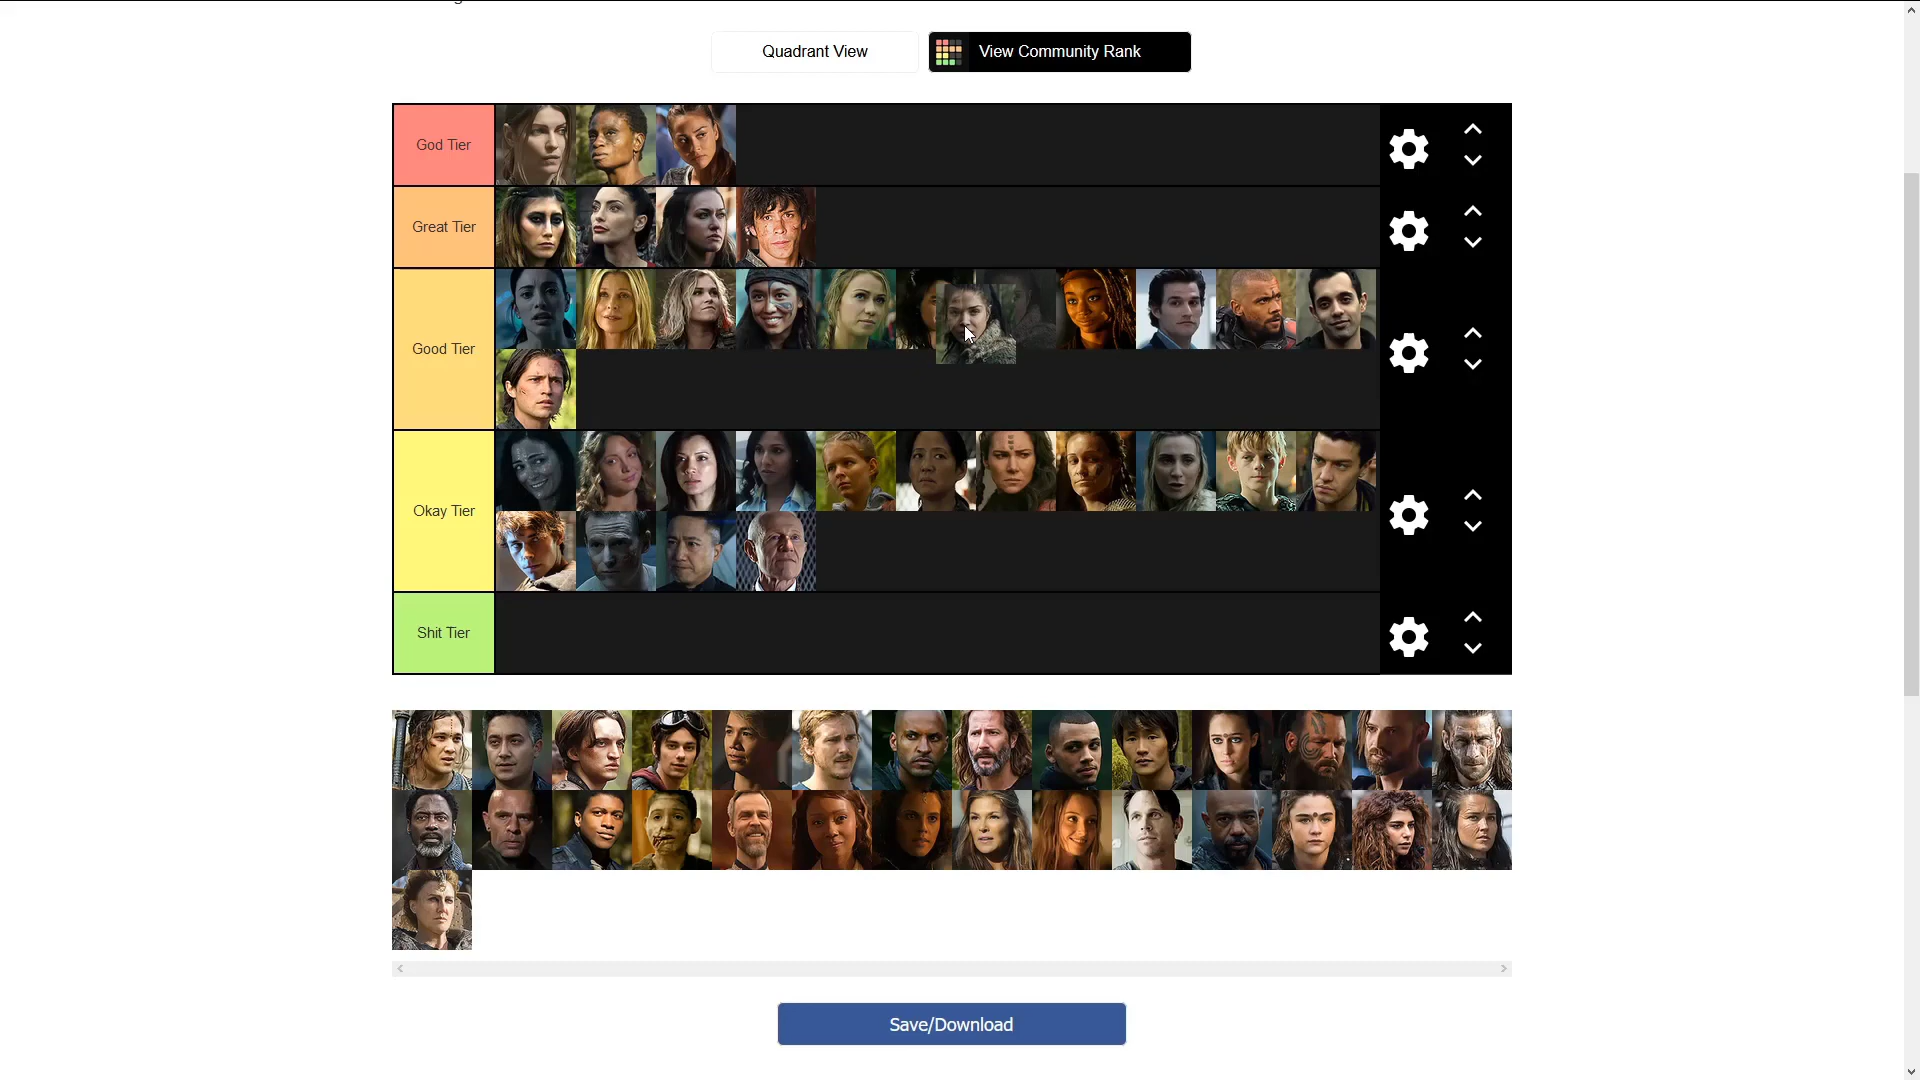 Quadrant View
View Community Rank
God Tier
Great Tier
Good Tier
Okay Tier
Shit Tier
Save/Download